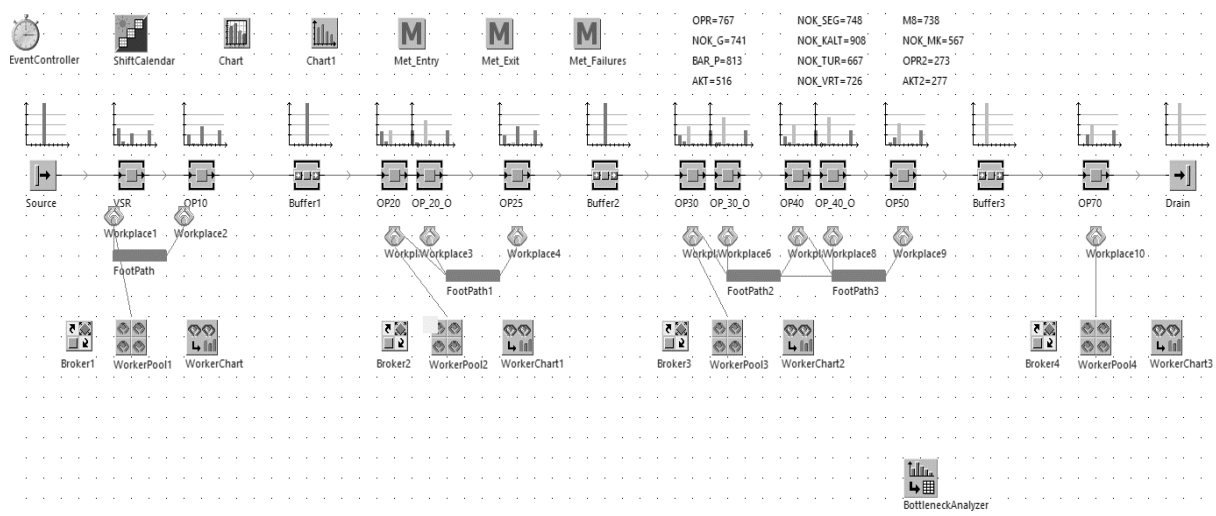 OPR=767 NOK_SEG=748 M8=738
NOK_G=741 NOK_KALT=908 NOK_MK=567
BAR_P=813 NOK_TUR=667 OPR2=273
AKT=516 NOK_VRT=726 AKT2=277
EventController ShiftCalendar Chart Chart1 Met_Entry Met_Exit Met_Failures
Source VSR OP10 Buffer1 OP20 OP_20_O OP25 Buffer2 OP30 OP_30_O OP40 OP_40_O OP50 Buffer3 OP70 Drain
Workplace1 Workplace2 Workpl Workplace3 Workplace4 Workpl Workplace6 Workpl Workplace8 Workplace9 Workplace10
FootPath
FootPath1 FootPath2 FootPath3
Broker1 WorkerPool1 WorkerChart Broker2 WorkerPool2 WorkerChart1 Broker3 WorkerPool3 WorkerChart2 Broker4 WorkerPool4 WorkerChart3
BottleneckAnalyzer